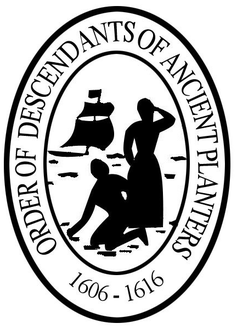 ORDER OF DESCENDANTS OF ANCIENT PLANTERS
1606 - 1616